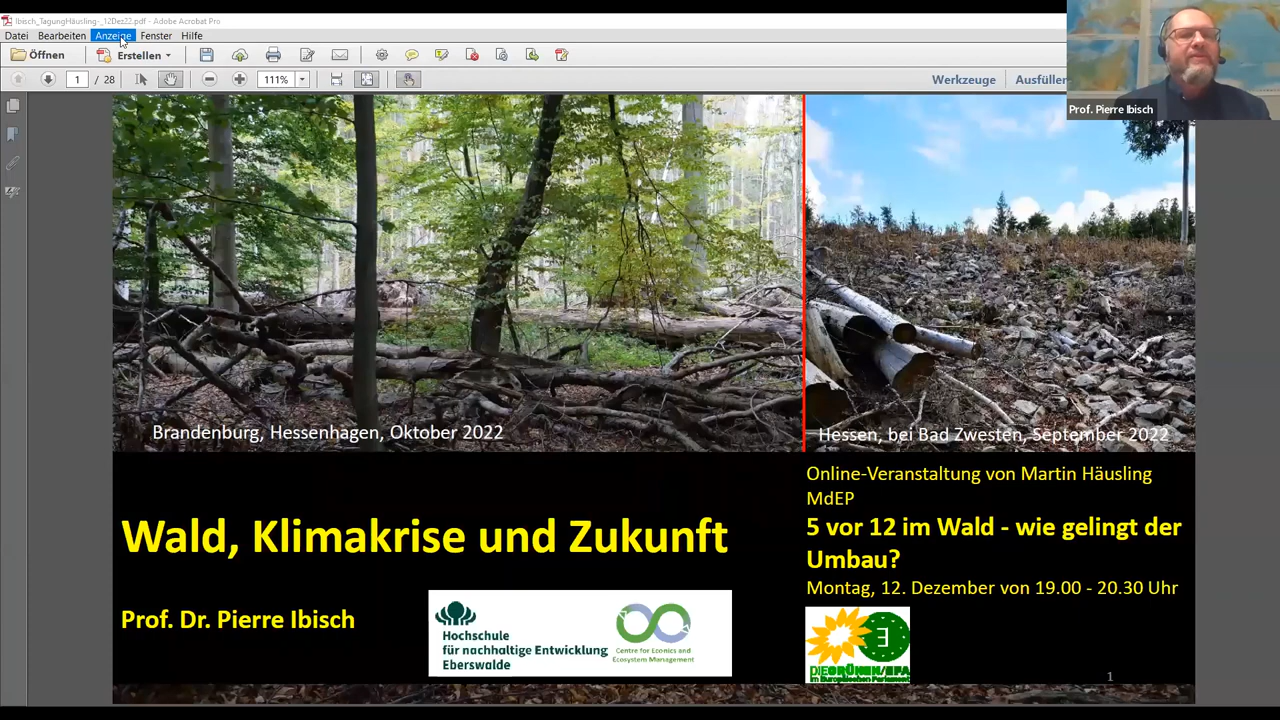 Ibisch_TagungHäusling-_12Dez22.pdf - Adobe Acrobat Pro
Datei Bearbeiten Anzeige Fenster Hilfe
Öffnen Erstellen
1 / 28 111% Werkzeuge Ausfüllen
Prof. Pierre Ibisch
Brandenburg, Hessenhagen, Oktober 2022
Hessen, bei Bad Zwesten, September 2022
Wald, Klimakrise und Zukunft
Prof. Dr. Pierre Ibisch
Hochschule
für nachhaltige Entwicklung
Eberswalde
Centre for Econics and
Ecosystem Management
Online-Veranstaltung von Martin Häusling
MdEP
5 vor 12 im Wald - wie gelingt der
Umbau?
Montag, 12. Dezember von 19.00 - 20.30 Uhr
DIE GRÜNEN/EFA
im Europäischen Parlament
1